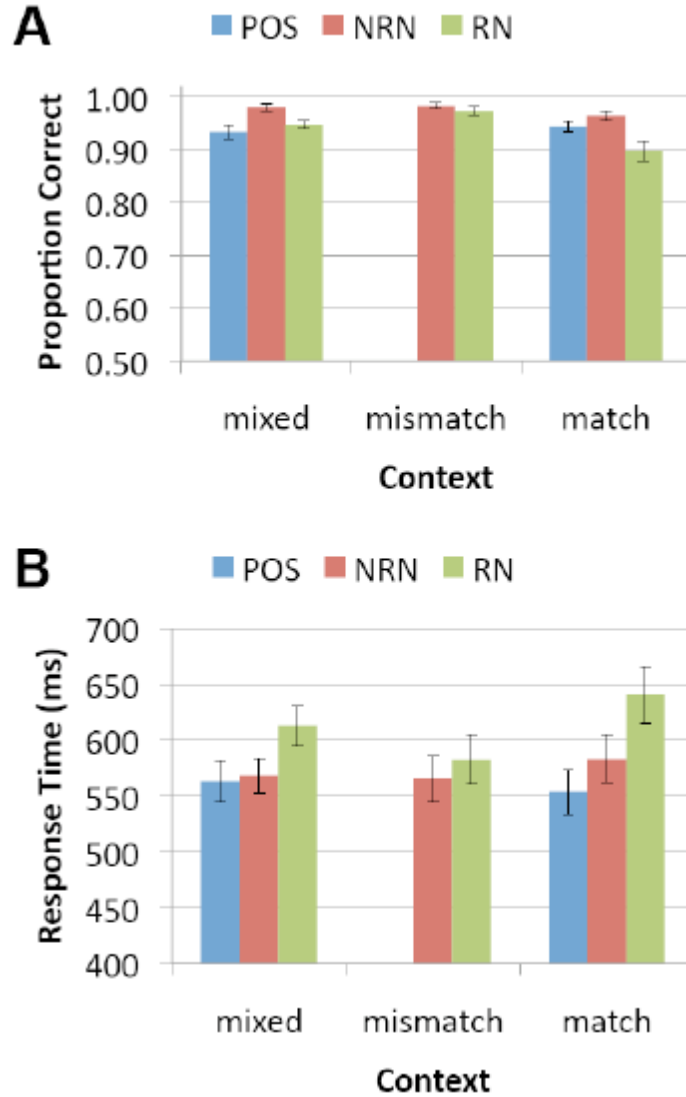 A
POS NRN RN
Proportion Correct
1.00
0.90
0.80
0.70
0.60
0.50
mixed mismatch match
Context
B
POS NRN RN
Response Time (ms)
700
650
600
550
500
450
400
mixed mismatch match
Context